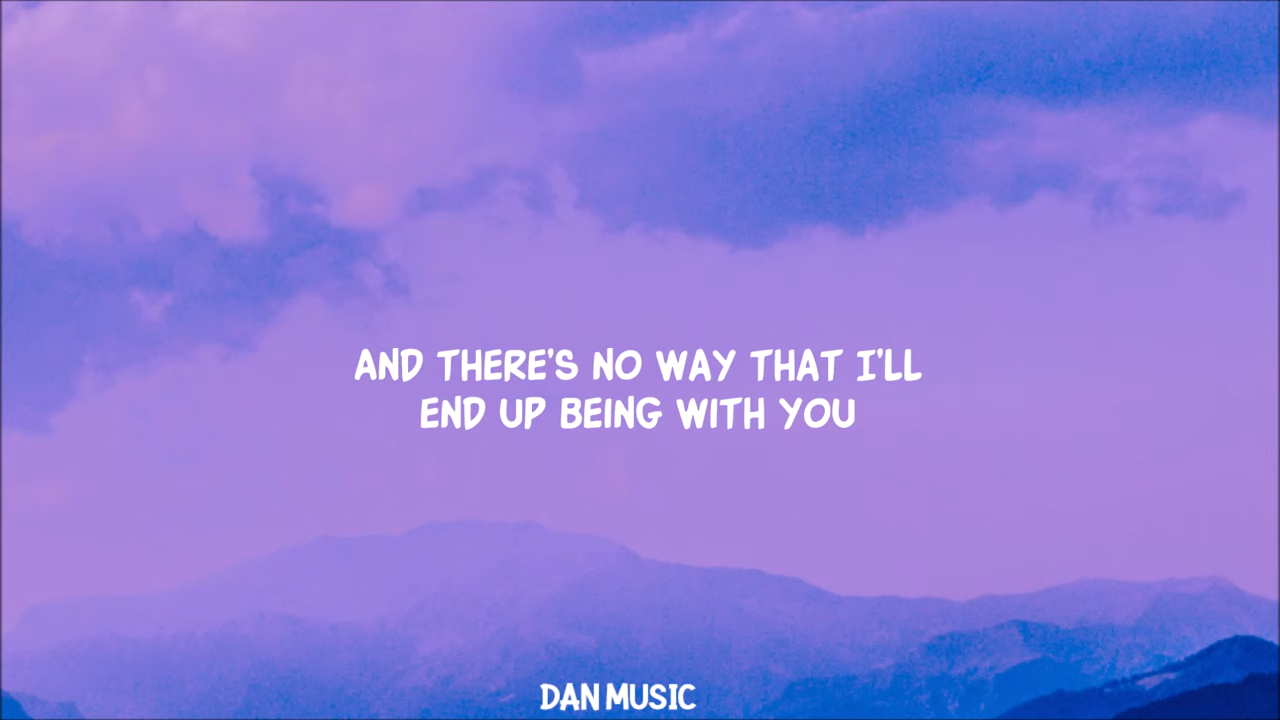 AND THERE'S NO WAY THAT I'LL
END UP BEING WITH YOU
DAN MUSIC